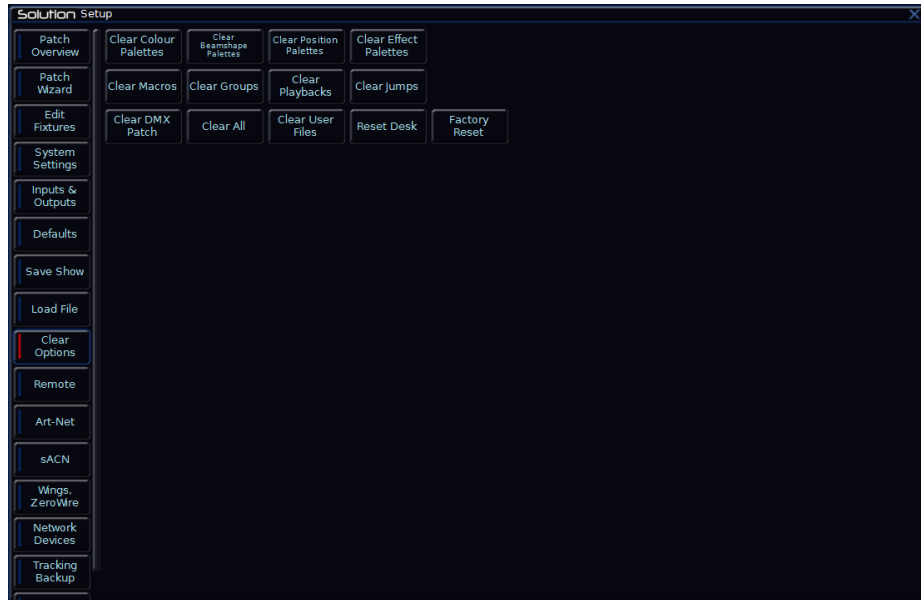 Solution Setup
Patch
Overview
Patch
Wizard
Edit
Fixtures
System
Settings
Inputs &
Outputs
Defaults
Save Show
Load File
Clear
Options
Remote
Art-Net
sACN
Wings,
ZeroWire
Network
Devices
Tracking
Backup
Clear Colour
Palettes
Clear
Beamshape
Palettes
Clear Position
Palettes
Clear Effect
Palettes
Clear Macros
Clear Groups
Clear
Playbacks
Clear Jumps
Clear DMX
Patch
Clear All
Clear User
Files
Reset Desk
Factory
Reset